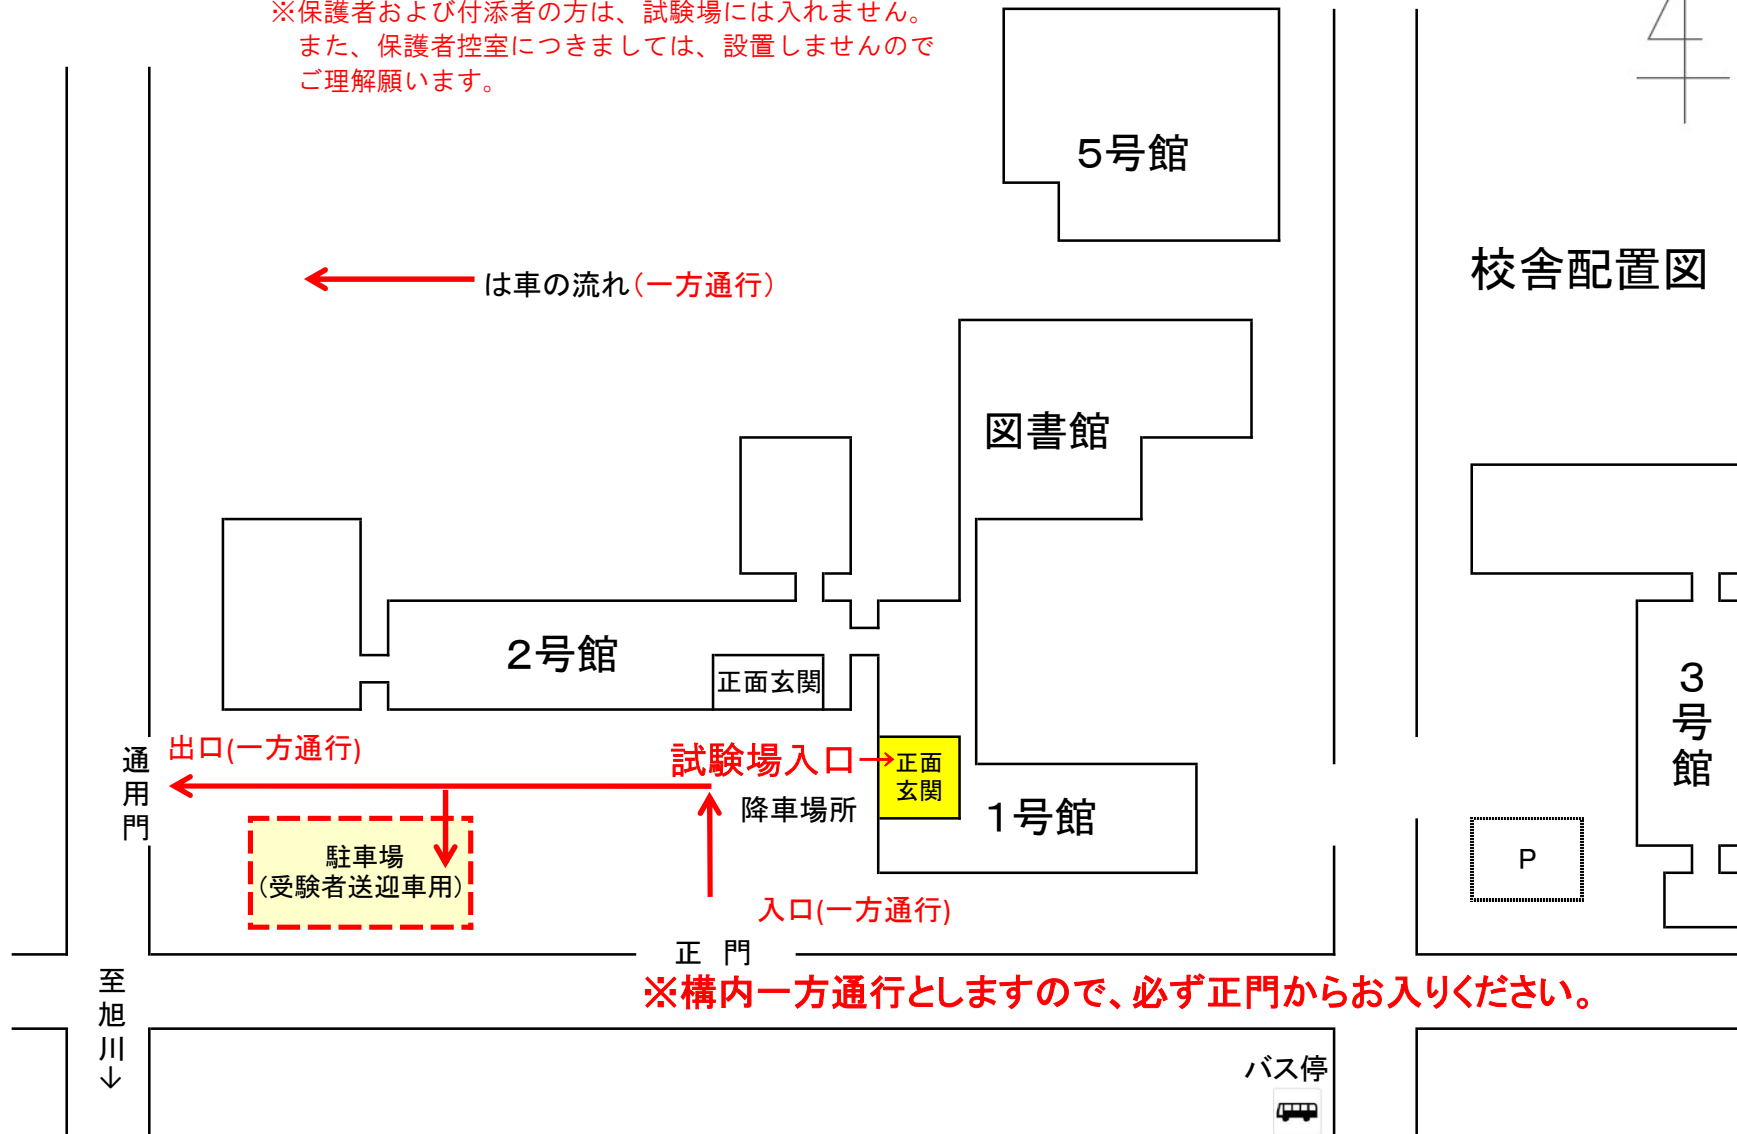 ※保護者および付添者の方は、試験場には入れません。
また、保護者控室につきましては、設置しませんので
ご理解願います。
5号館
校舎配置図
は車の流れ(一方通行)
図書館
2号館
正面玄関
3号館
通用門
出口(一方通行)
試験場入口→
正面
玄関
降車場所
1号館
駐車場
(受験者送迎車用)
P
入口(一方通行)
正 門
※構内一方通行としますので、必ず正門からお入りください。
至旭川↓
バス停